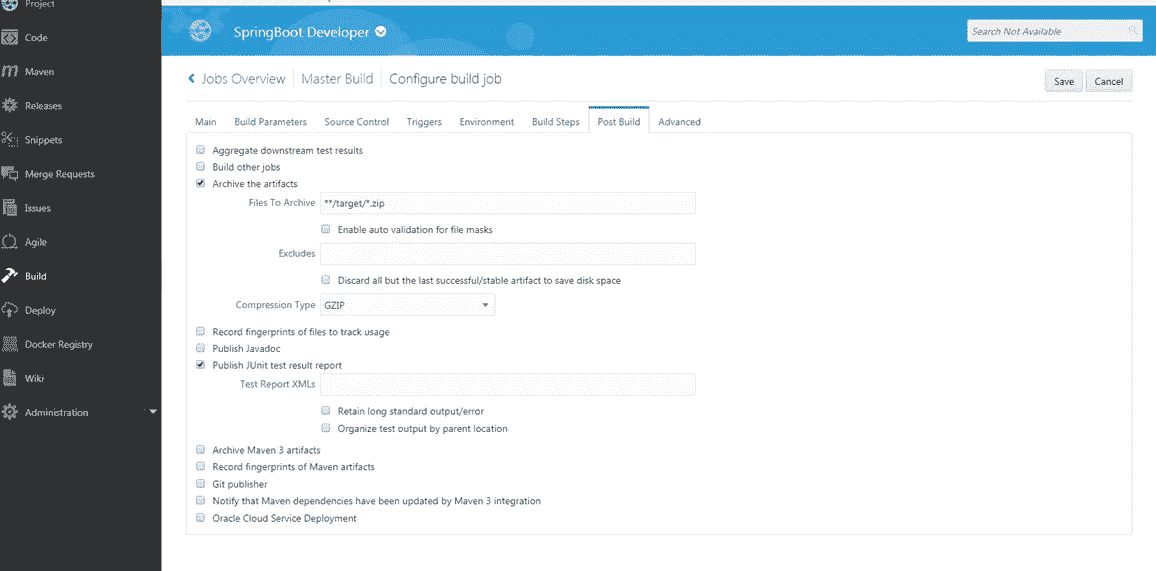 Project
SpringBoot Developer
Search Not Available
Code
Maven
Releases
Snippets
Merge Requests
Issues
Agile
Build
Deploy
Docker Registry
Wiki
Administration
Jobs Overview Master Build Configure build job
Save Cancel
Main Build Parameters Source Control Triggers Environment Build Steps Post Build Advanced
Aggregate downstream test results
Build other jobs
Archive the artifacts
Files To Archive **/target/*.zip
Enable auto validation for file masks
Excludes
Discard all but the last successful/stable artifact to save disk space
Compression Type GZIP
Record fingerprints of files to track usage
Publish Javadoc
Publish JUnit test result report
Test Report XMLs
Retain long standard output/error
Organize test output by parent location
Archive Maven 3 artifacts
Record fingerprints of Maven artifacts
Git publisher
Notify that Maven dependencies have been updated by Maven 3 integration
Oracle Cloud Service Deployment